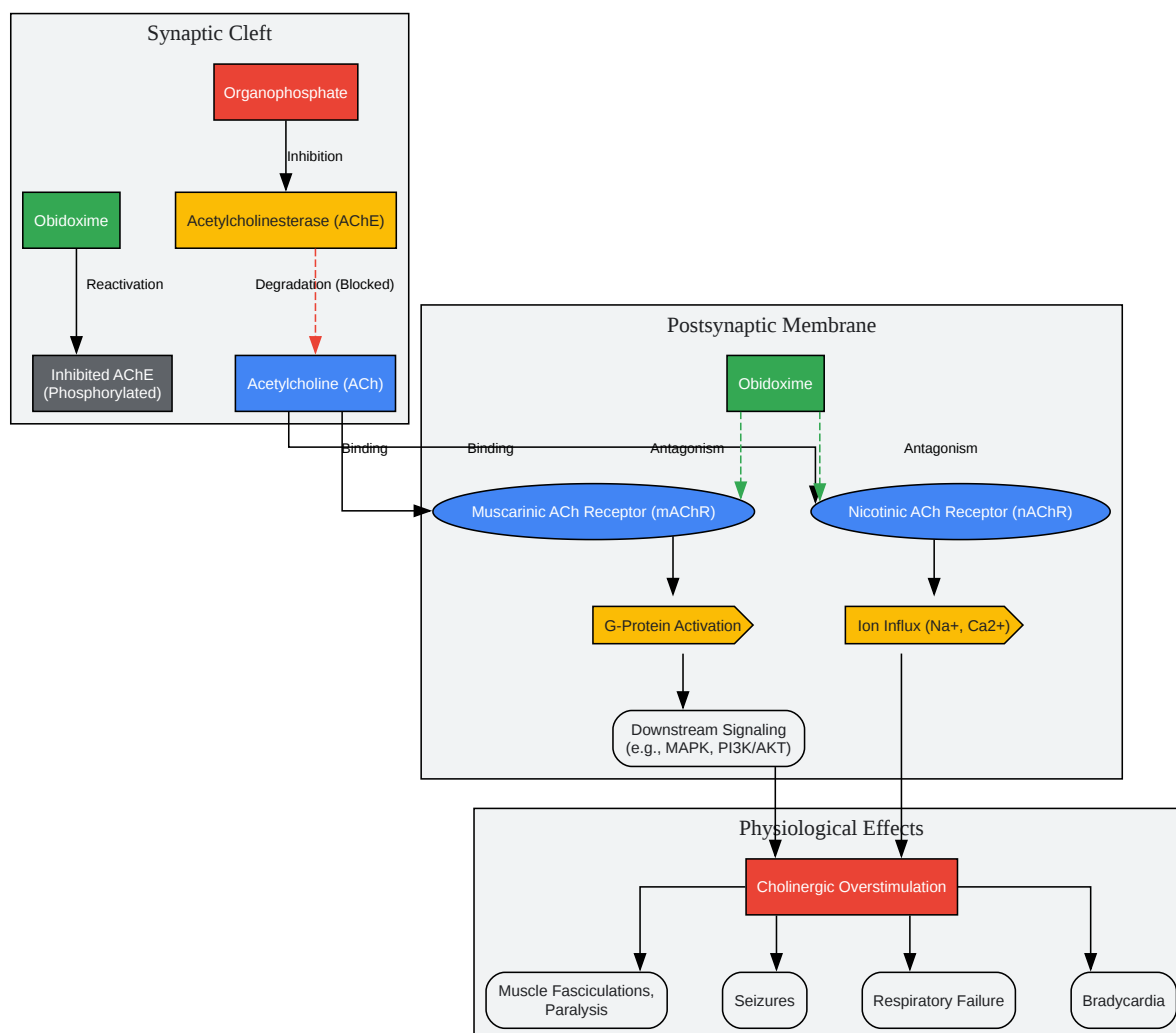 Synaptic Cleft
Organophosphate
Inhibition
Obidoxime
Acetylcholinesterase (AChE)
Reactivation
Degradation (Blocked)
Inhibited AChE
(Phosphorylated)
Acetylcholine (ACh)
Postsynaptic Membrane
Obidoxime
Binding
Binding
Antagonism
Antagonism
Muscarinic ACh Receptor (mAChR)
Nicotinic ACh Receptor (nAChR)
G-Protein Activation
Ion Influx (Na+, Ca2+)
Downstream Signaling
(e.g., MAPK, PI3K/AKT)
Physiological Effects
Cholinergic Overstimulation
Muscle Fasciculations,
Paralysis
Seizures
Respiratory Failure
Bradycardia